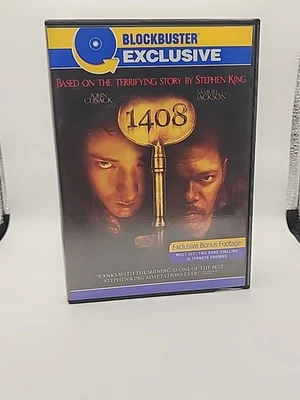 BLOCKBUSTER
EXCLUSIVE
BASED ON THE TERRIFYING STORY BY STEPHEN KING
JOHN CUSACK
SAMUEL L. JACKSON
1408
Exclusive Bonus Footage
MUST SEE! TWO BONE-CHILLING
ALTERNATE ENDINGS
"RANKS WITH THE SHINING AS ONE OF THE BEST
STEPHEN KING ADAPTATIONS EVER."